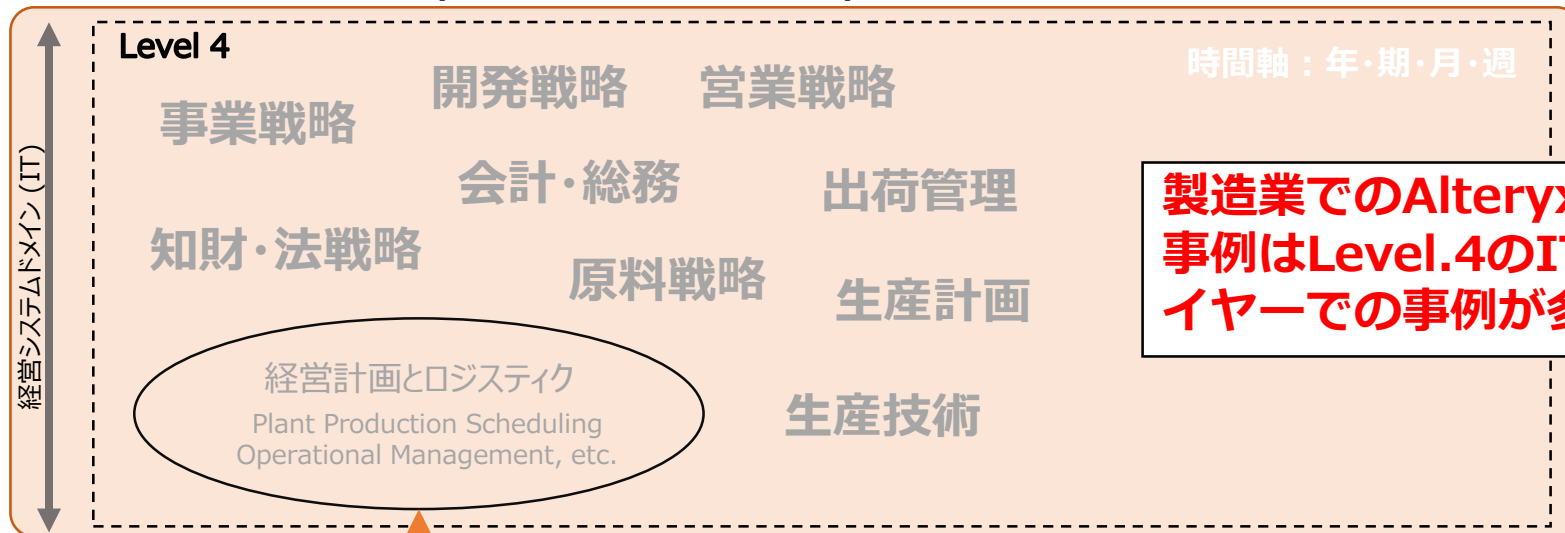 Level 4
時間軸：年･期･月･週
開発戦略
営業戦略
事業戦略
会計･総務
出荷管理
製造業でのAlteryx
事例はLevel.4のIT
イヤーでの事例が多
知財･法戦略
原料戦略
生産計画
経営計画とロジスティク
Plant Production Scheduling
Operational Management, etc.
生産技術
経営システムドメイン (IT)